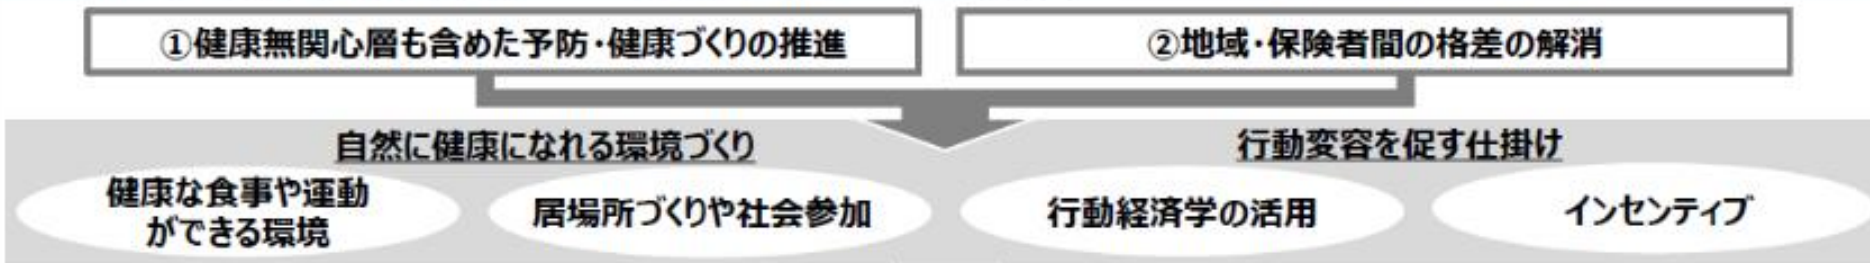 ①健康無関心層も含めた予防・健康づくりの推進
②地域・保険者間の格差の解消
自然に健康になれる環境づくり
行動変容を促す仕掛け
健康な食事や運動
ができる環境
居場所づくりや社会参加
行動経済学の活用
インセンティブ